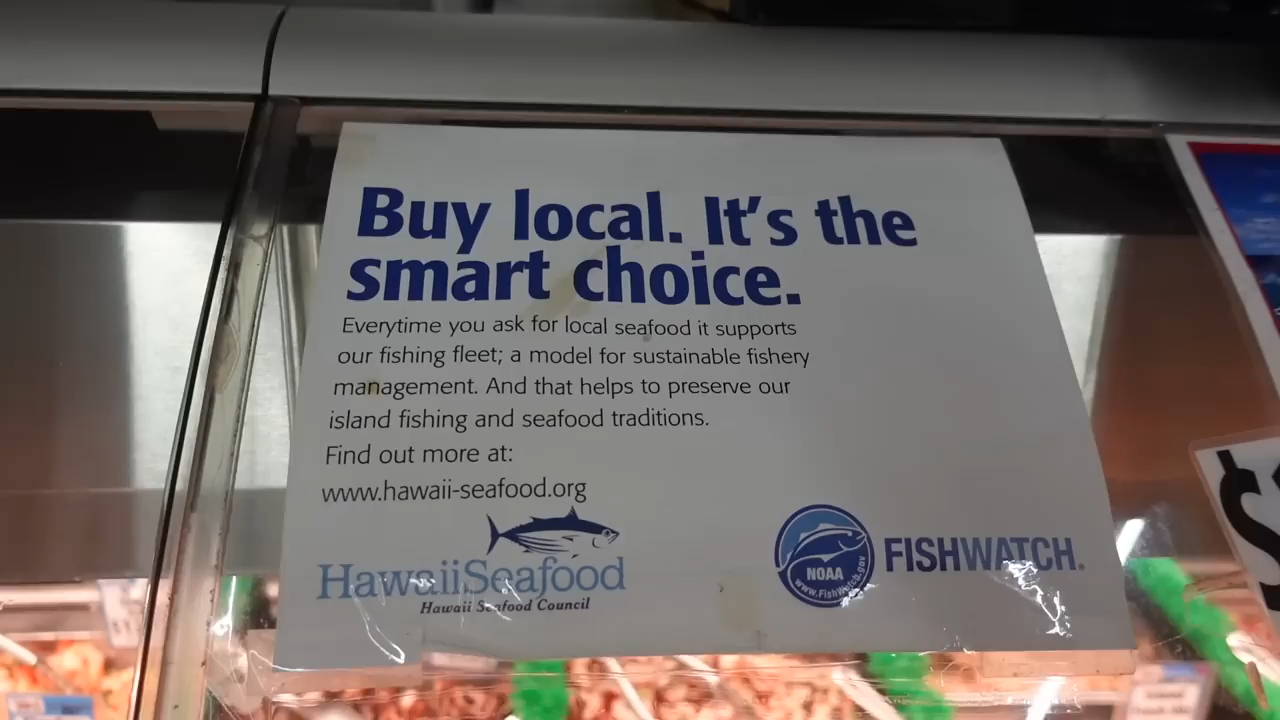 Buy local. It's the
smart choice.
Everytime you ask for local seafood it supports
our fishing fleet; a model for sustainable fishery
management. And that helps to preserve our
island fishing and seafood traditions.
Find out more at:
www.hawaii-seafood.org
HawaiiSeafood
Hawaii Seafood Council
NOAA
www.FishWatch.gov
FISHWATCH.
$